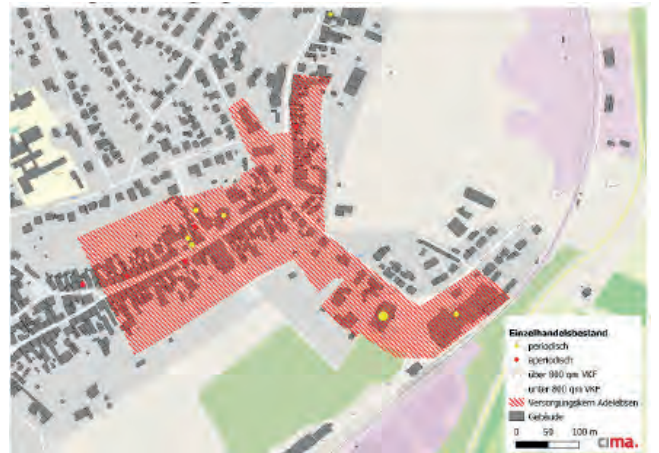 Einzelhandelsbestand
periodisch
aperiodisch
über 800 qm VKF
unter 800 qm VKF
Versorgungskern Adelebsen
Gebäude
0 50 100 m
cima.